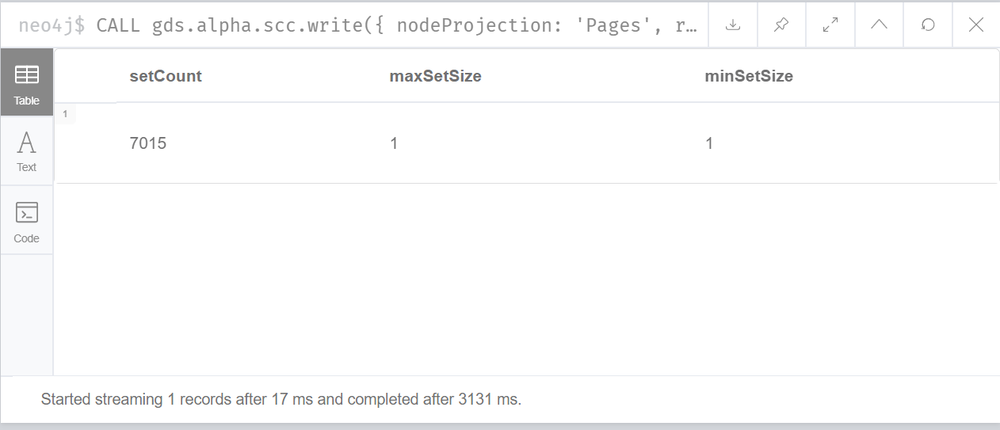 neo4j$ CALL gds.alpha.scc.write({ nodeProjection: 'Pages', r…
Table
setCount maxSetSize minSetSize
1
7015 1 1
A
Text
Code
Started streaming 1 records after 17 ms and completed after 3131 ms.